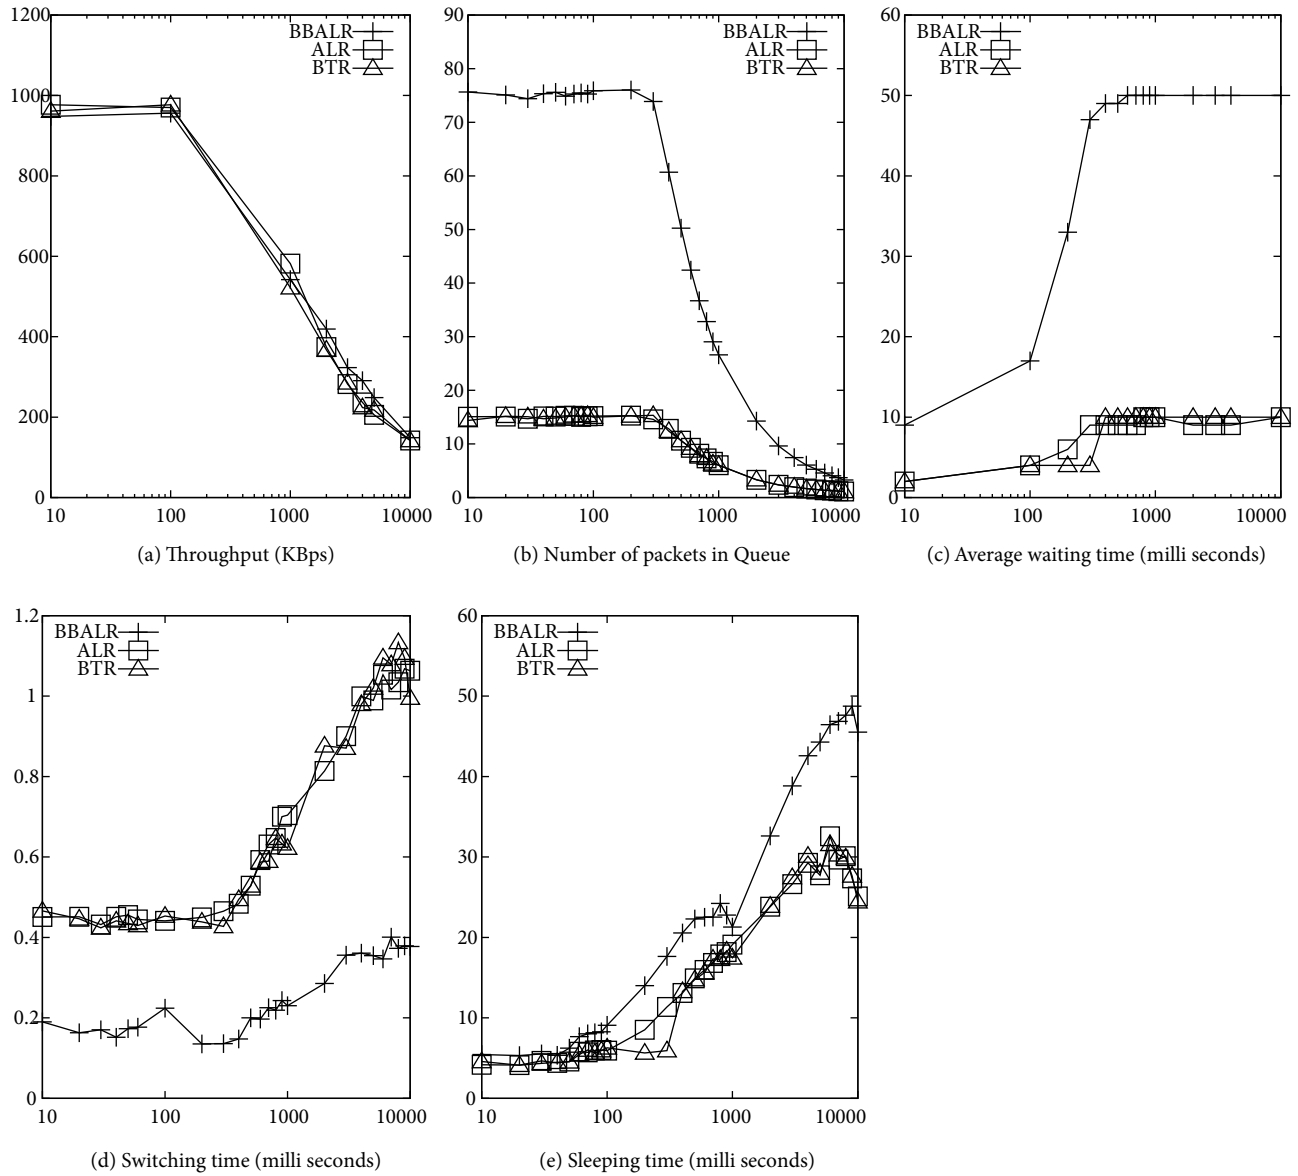 1200
1000
800
600
400
200
0
BBALR
ALR
BTR
10 100 1000 10000
(a) Throughput (KBps)
90
80
70
60
50
40
30
20
10
0
BBALR
ALR
BTR
10 100 1000 10000
(b) Number of packets in Queue
60
50
40
30
20
10
0
BBALR
ALR
BTR
10 100 1000 10000
(c) Average waiting time (milli seconds)
1.2
1
0.8
0.6
0.4
0.2
0
BBALR
ALR
BTR
10 100 1000 10000
(d) Switching time (milli seconds)
60
50
40
30
20
10
0
BBALR
ALR
BTR
10 100 1000 10000
(e) Sleeping time (milli seconds)